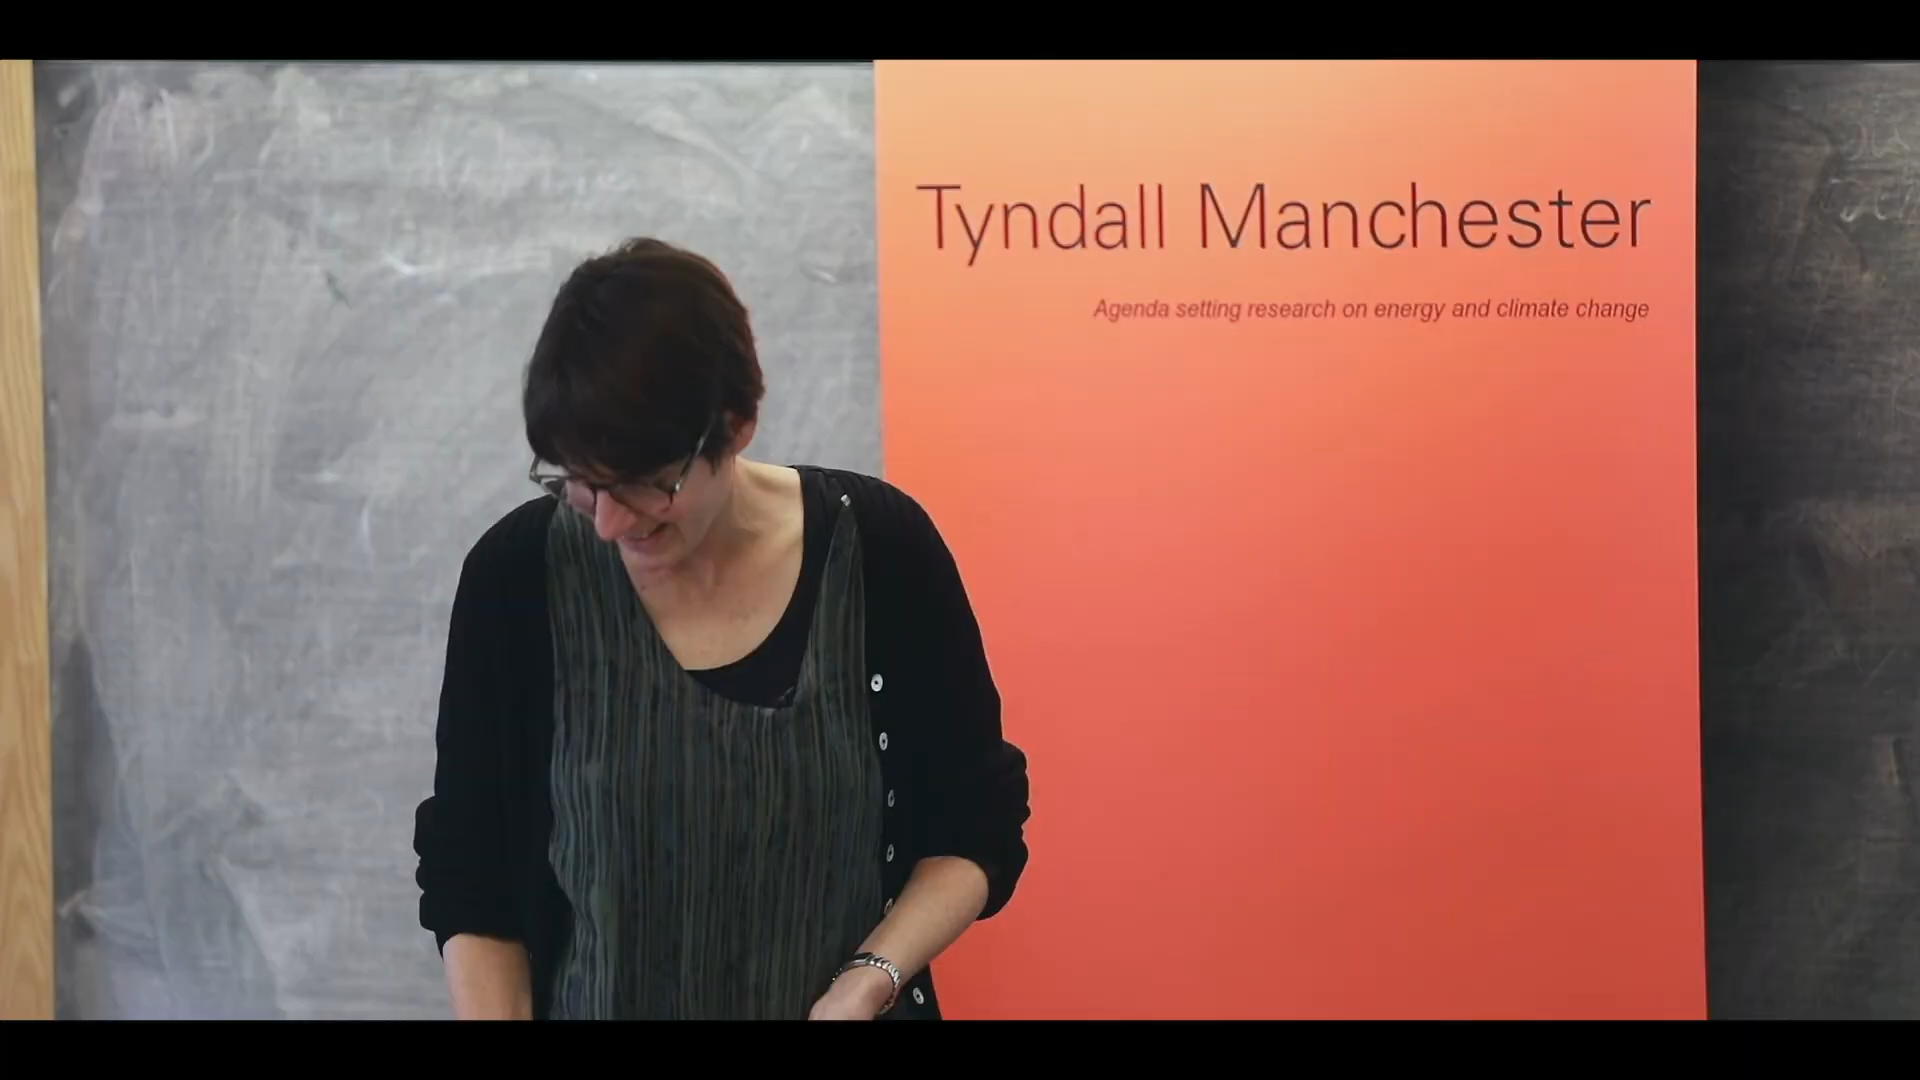 Tyndall Manchester
Agenda setting research on energy and climate change